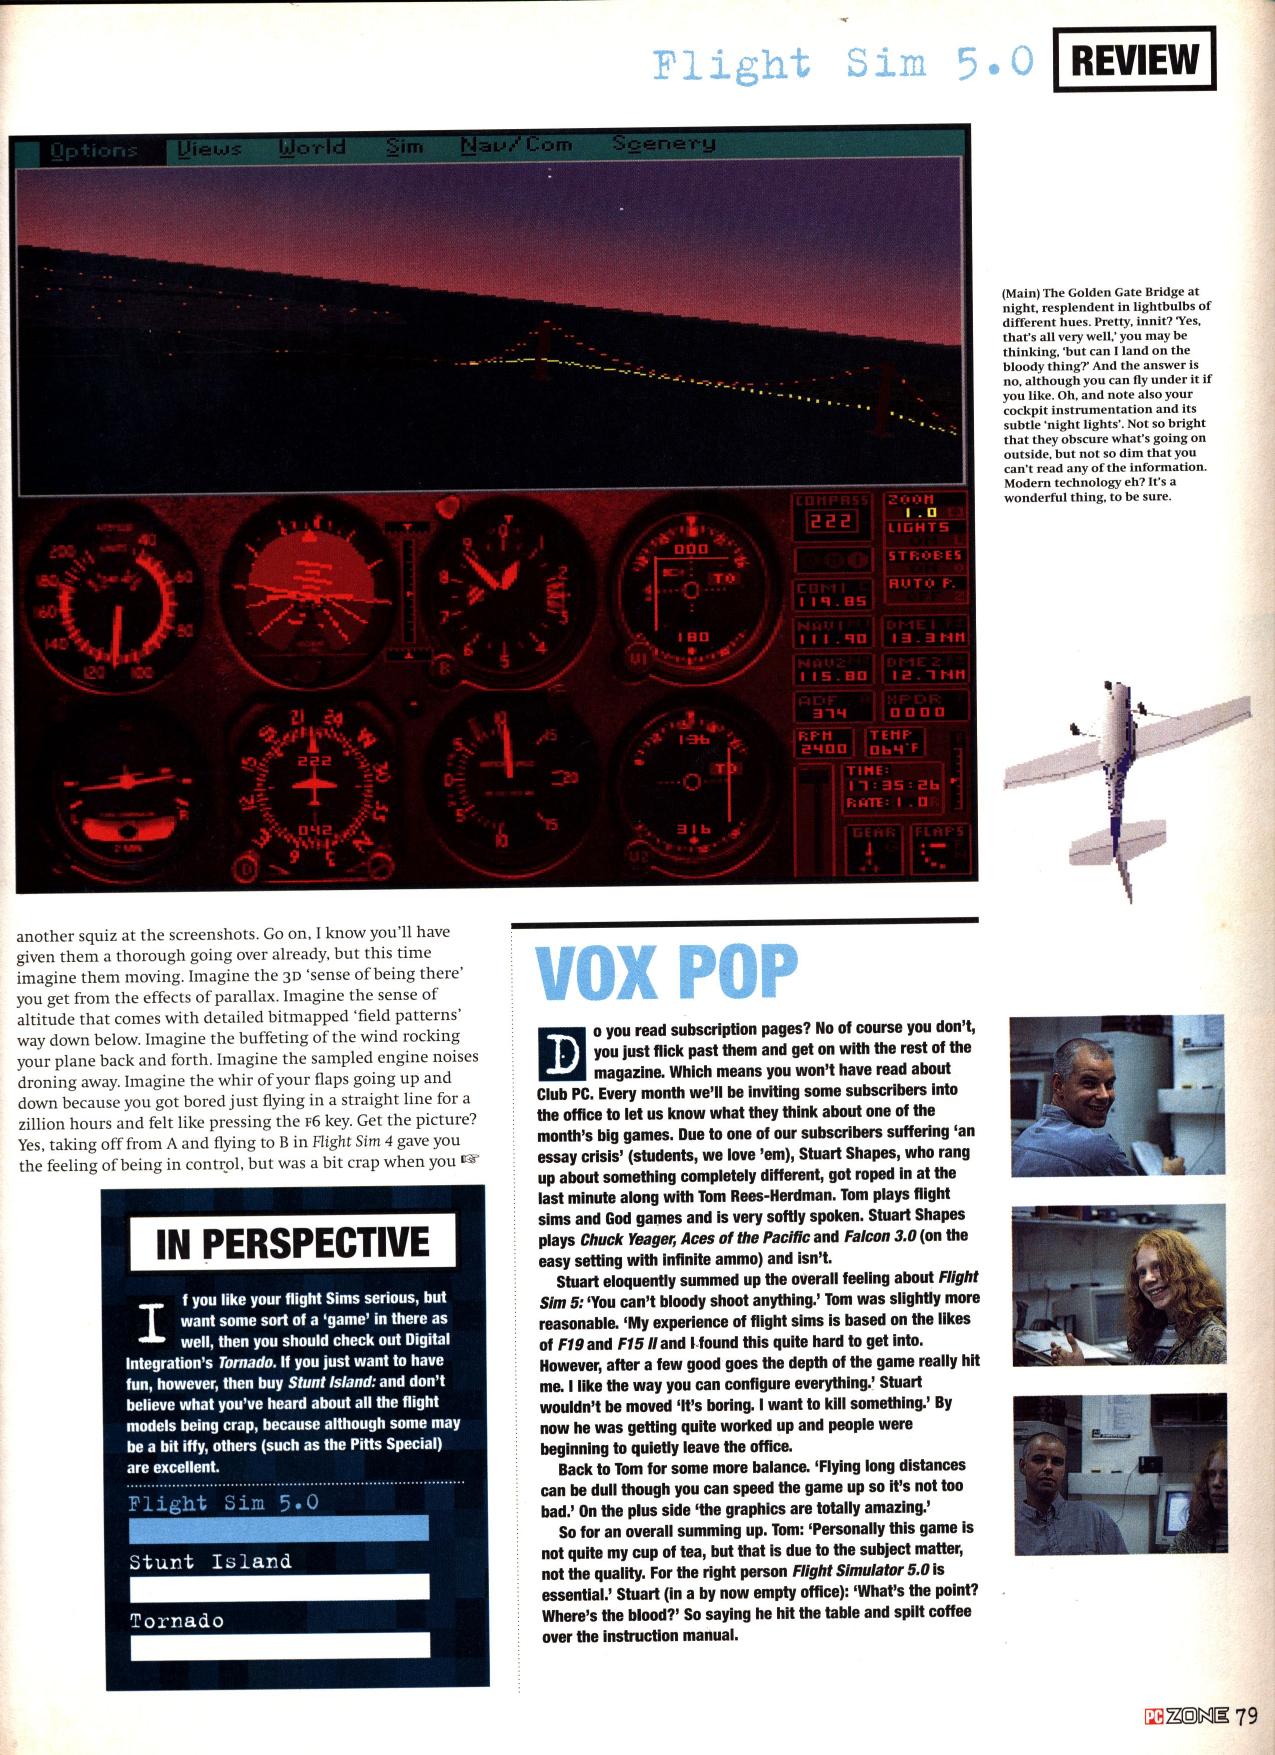 Flight Sim 5.0
REVIEW
Options Views World Sim Nav/Com Scenery
(Main) The Golden Gate Bridge at
night, resplendent in lightbulbs of
different hues. Pretty, innit? 'Yes,
that's all very well,' you may be
thinking, 'but can I land on the
bloody thing?' And the answer is
no, although you can fly under it if
you like. Oh, and note also your
cockpit instrumentation and its
subtle 'night lights'. Not so bright
that they obscure what's going on
outside, but not so dim that you
can't read any of the information.
Modern technology eh? It's a
wonderful thing, to be sure.
COMPASS
222
ZOOM
1.0
LIGHTS
STROBES
AUTO P.
COM1
119.85
NAV1
111.90
DME1
13.3NM
NAV2
115.80
DME2
12.7NM
ADF
374
XPDR
0000
RPM
2400
TEMP
064°F
TIME:
17:35:26
RATE: 1.0
GEAR
FLAPS
200
40
180
60
160
80
140
120
100
000
TO
180
222
042
136
316
another squiz at the screenshots. Go on, I know you'll have
given them a thorough going over already, but this time
imagine them moving. Imagine the 3D 'sense of being there'
you get from the effects of parallax. Imagine the sense of
altitude that comes with detailed bitmapped 'field patterns'
way down below. Imagine the buffeting of the wind rocking
your plane back and forth. Imagine the sampled engine noises
droning away. Imagine the whir of your flaps going up and
down because you got bored just flying in a straight line for a
zillion hours and felt like pressing the F6 key. Get the picture?
Yes, taking off from A and flying to B in Flight Sim 4 gave you
the feeling of being in control, but was a bit crap when you ☞
IN PERSPECTIVE
If you like your flight Sims serious, but
want some sort of a 'game' in there as
well, then you should check out Digital
Integration's Tornado. If you just want to have
fun, however, then buy Stunt Island: and don't
believe what you've heard about all the flight
models being crap, because although some may
be a bit iffy, others (such as the Pitts Special)
are excellent.
Flight Sim 5.0
Stunt Island
Tornado
VOX POP
Do you read subscription pages? No of course you don't,
you just flick past them and get on with the rest of the
magazine. Which means you won't have read about
Club PC. Every month we'll be inviting some subscribers into
the office to let us know what they think about one of the
month's big games. Due to one of our subscribers suffering 'an
essay crisis' (students, we love 'em), Stuart Shapes, who rang
up about something completely different, got roped in at the
last minute along with Tom Rees-Herdman. Tom plays flight
sims and God games and is very softly spoken. Stuart Shapes
plays Chuck Yeager, Aces of the Pacific and Falcon 3.0 (on the
easy setting with infinite ammo) and isn't.
Stuart eloquently summed up the overall feeling about Flight
Sim 5: 'You can't bloody shoot anything.' Tom was slightly more
reasonable. 'My experience of flight sims is based on the likes
of F19 and F15 II and I found this quite hard to get into.
However, after a few good goes the depth of the game really hit
me. I like the way you can configure everything.' Stuart
wouldn't be moved 'It's boring. I want to kill something.' By
now he was getting quite worked up and people were
beginning to quietly leave the office.
Back to Tom for some more balance. 'Flying long distances
can be dull though you can speed the game up so it's not too
bad.' On the plus side 'the graphics are totally amazing.'
So for an overall summing up. Tom: 'Personally this game is
not quite my cup of tea, but that is due to the subject matter,
not the quality. For the right person Flight Simulator 5.0 is
essential.' Stuart (in a by now empty office): 'What's the point?
Where's the blood?' So saying he hit the table and spilt coffee
over the instruction manual.
PC ZONE 79